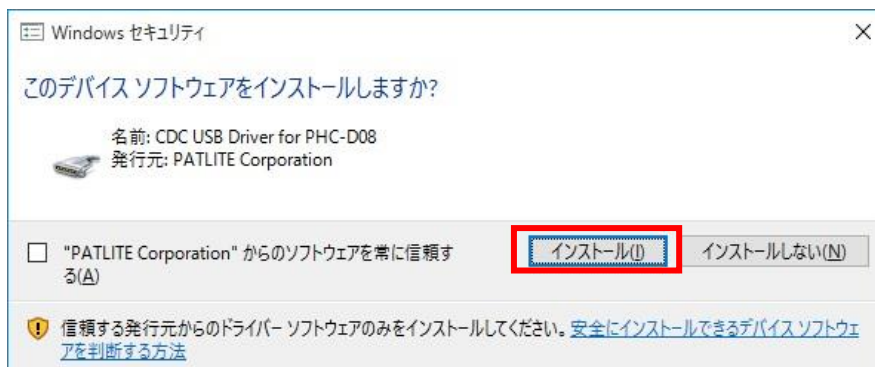 Windows セキュリティ
このデバイス ソフトウェアをインストールしますか?
名前: CDC USB Driver for PHC-D08
発行元: PATLITE Corporation
"PATLITE Corporation" からのソフトウェアを常に信頼す
る(A)
インストール(I)
インストールしない(N)
信頼する発行元からのドライバー ソフトウェアのみをインストールしてください。安全にインストールできるデバイス ソフトウェ
アを判断する方法